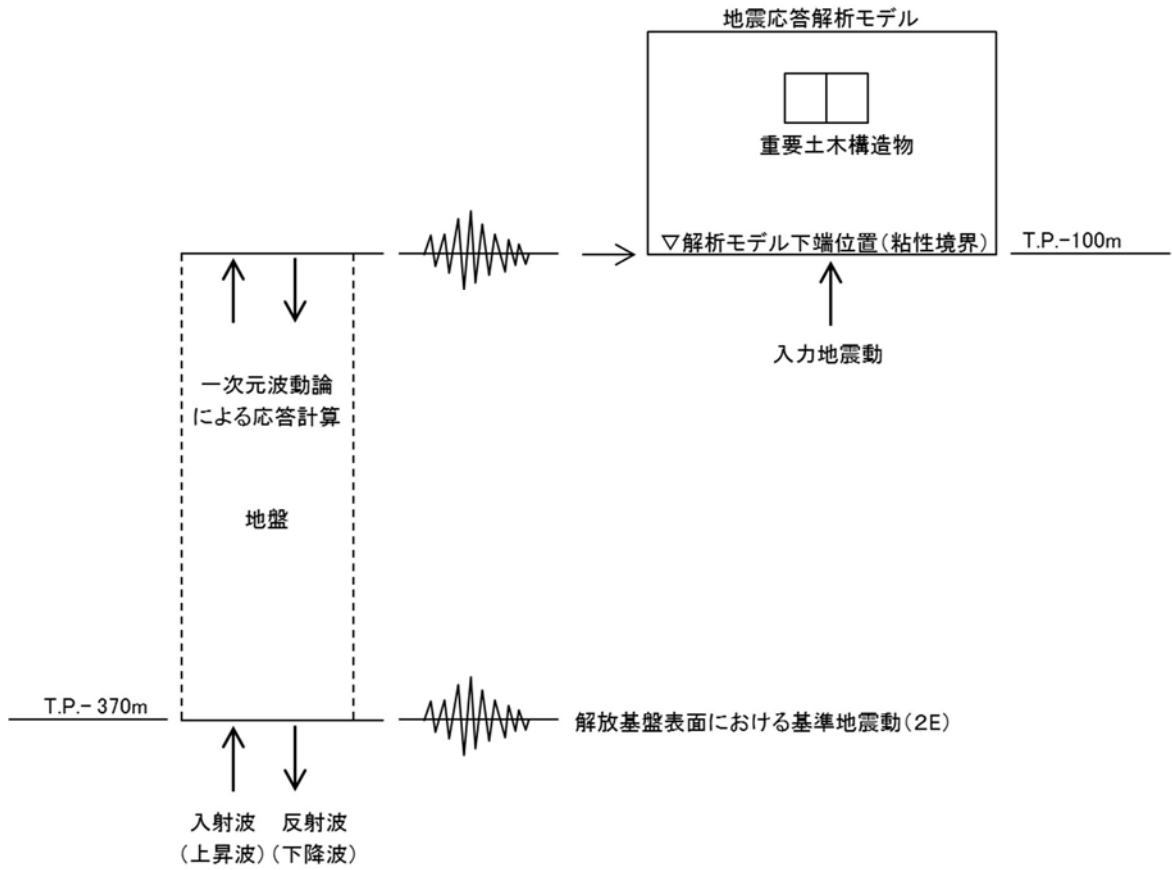 地震応答解析モデル
重要土木構造物
▽解析モデル下端位置(粘性境界)
T.P.-100m
入力地震動
一次元波動論
による応答計算
地盤
T.P.- 370m
解放基盤表面における基準地震動(2E)
入射波
(上昇波)
反射波
(下降波)